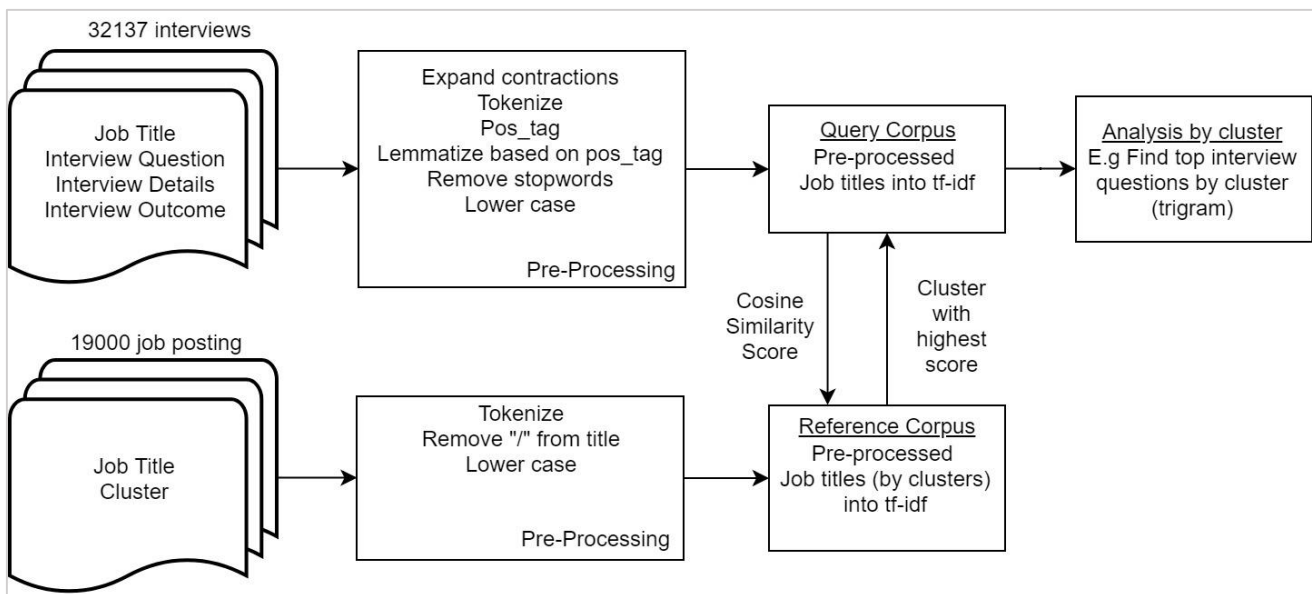 32137 interviews
Job Title
Interview Question
Interview Details
Interview Outcome
Expand contractions
Tokenize
Pos_tag
Lemmatize based on pos_tag
Remove stopwords
Lower case
Pre-Processing
Query Corpus
Pre-processed
Job titles into tf-idf
Analysis by cluster
E.g Find top interview
questions by cluster
(trigram)
Cosine
Similarity
Score
Cluster
with
highest
score
19000 job posting
Job Title
Cluster
Tokenize
Remove "/" from title
Lower case
Pre-Processing
Reference Corpus
Pre-processed
Job titles (by clusters)
into tf-idf